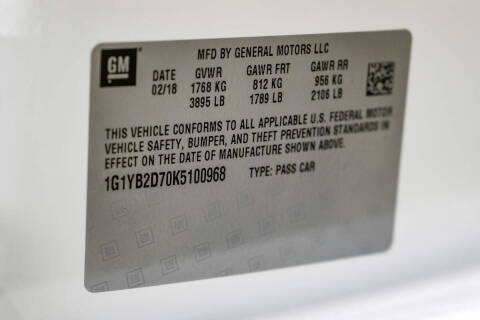 GM
MFD BY GENERAL MOTORS LLC
DATE GVWR GAWR FRT GAWR RR
02/18 1768 KG 812 KG 956 KG
3895 LB 1789 LB 2106 LB
THIS VEHICLE CONFORMS TO ALL APPLICABLE U.S. FEDERAL MOTOR
VEHICLE SAFETY, BUMPER, AND THEFT PREVENTION STANDARDS IN
EFFECT ON THE DATE OF MANUFACTURE SHOWN ABOVE.
1G1YB2D70K5100968 TYPE: PASS CAR